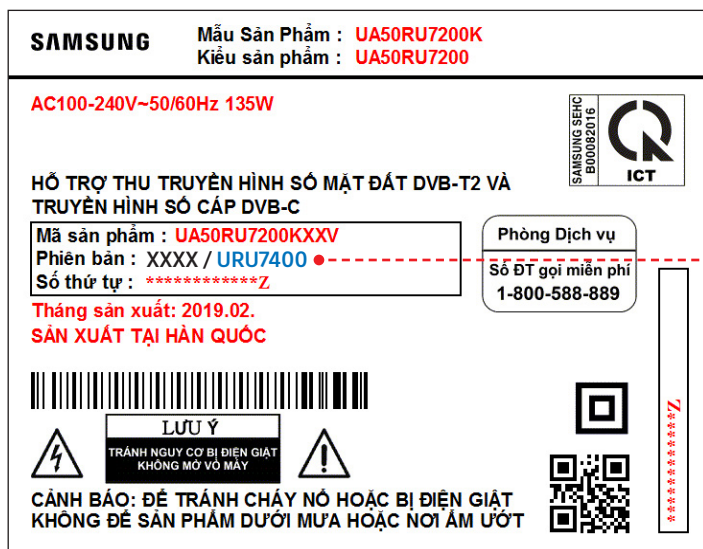 SAMSUNG
Mẫu Sản Phẩm : UA50RU7200K
Kiểu sản phẩm : UA50RU7200
AC100-240V~50/60Hz 135W
SAMSUNG SEHC
B00082016
ICT
HỖ TRỢ THU TRUYỀN HÌNH SỐ MẶT ĐẤT DVB-T2 VÀ
TRUYỀN HÌNH SỐ CÁP DVB-C
Mã sản phẩm : UA50RU7200KXXV
Phiên bản : XXXX / URU7400
Số thứ tự : ************Z
Phòng Dịch vụ
Số ĐT gọi miễn phí
1-800-588-889
Tháng sản xuất: 2019.02.
SẢN XUẤT TẠI HÀN QUỐC
Z************
LƯU Ý
TRÁNH NGUY CƠ BỊ ĐIỆN GIẬT
KHÔNG MỞ VỎ MÁY
CẢNH BÁO: ĐỂ TRÁNH CHÁY NỔ HOẶC BỊ ĐIỆN GIẬT
KHÔNG ĐỂ SẢN PHẨM DƯỚI MƯA HOẶC NƠI ẨM ƯỚT